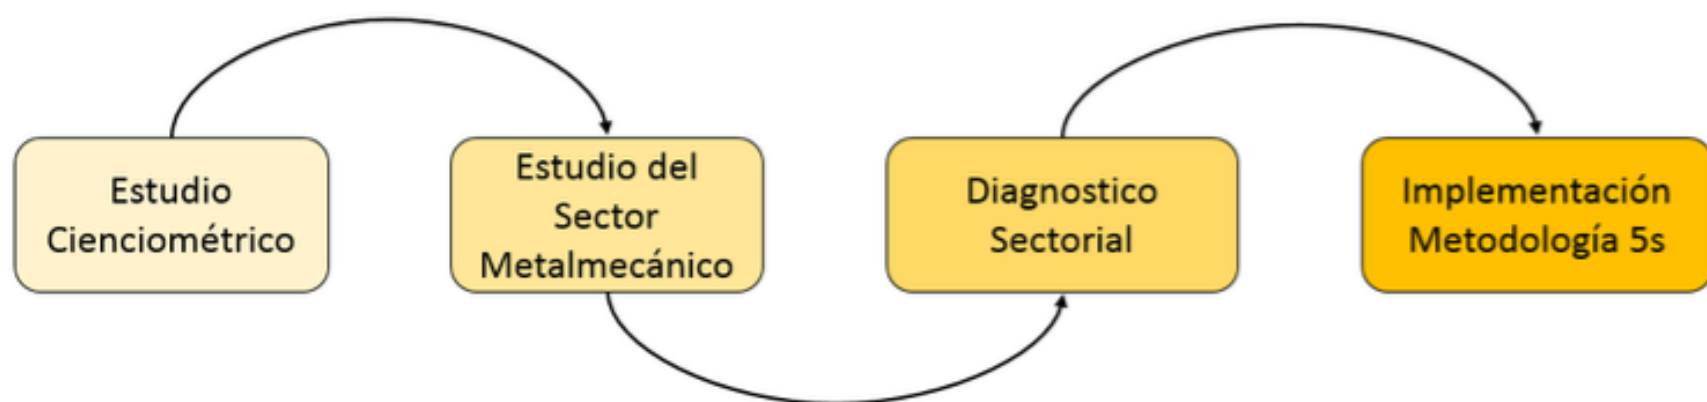 Estudio
Cienciométrico
Estudio del
Sector
Metalmecánico
Diagnostico
Sectorial
Implementación
Metodología 5s